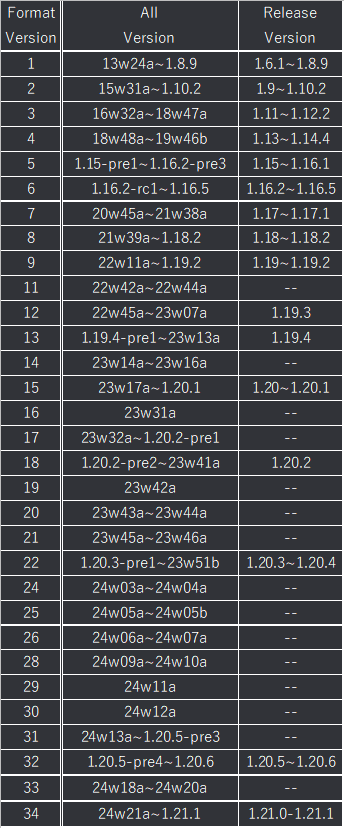 Format All Release
Version Version Version
1 13w24a~1.8.9 1.6.1~1.8.9
2 15w31a~1.10.2 1.9~1.10.2
3 16w32a~18w47a 1.11~1.12.2
4 18w48a~19w46b 1.13~1.14.4
5 1.15-pre1~1.16.2-pre3 1.15~1.16.1
6 1.16.2-rc1~1.16.5 1.16.2~1.16.5
7 20w45a~21w38a 1.17~1.17.1
8 21w39a~1.18.2 1.18~1.18.2
9 22w11a~1.19.2 1.19~1.19.2
11 22w42a~22w44a --
12 22w45a~23w07a 1.19.3
13 1.19.4-pre1~23w13a 1.19.4
14 23w14a~23w16a --
15 23w17a~1.20.1 1.20~1.20.1
16 23w31a --
17 23w32a~1.20.2-pre1 --
18 1.20.2-pre2~23w41a 1.20.2
19 23w42a --
20 23w43a~23w44a --
21 23w45a~23w46a --
22 1.20.3-pre1~23w51b 1.20.3~1.20.4
24 24w03a~24w04a --
25 24w05a~24w05b --
26 24w06a~24w07a --
28 24w09a~24w10a --
29 24w11a --
30 24w12a --
31 24w13a~1.20.5-pre3 --
32 1.20.5-pre4~1.20.6 1.20.5~1.20.6
33 24w18a~24w20a --
34 24w21a~1.21.1 1.21.0-1.21.1